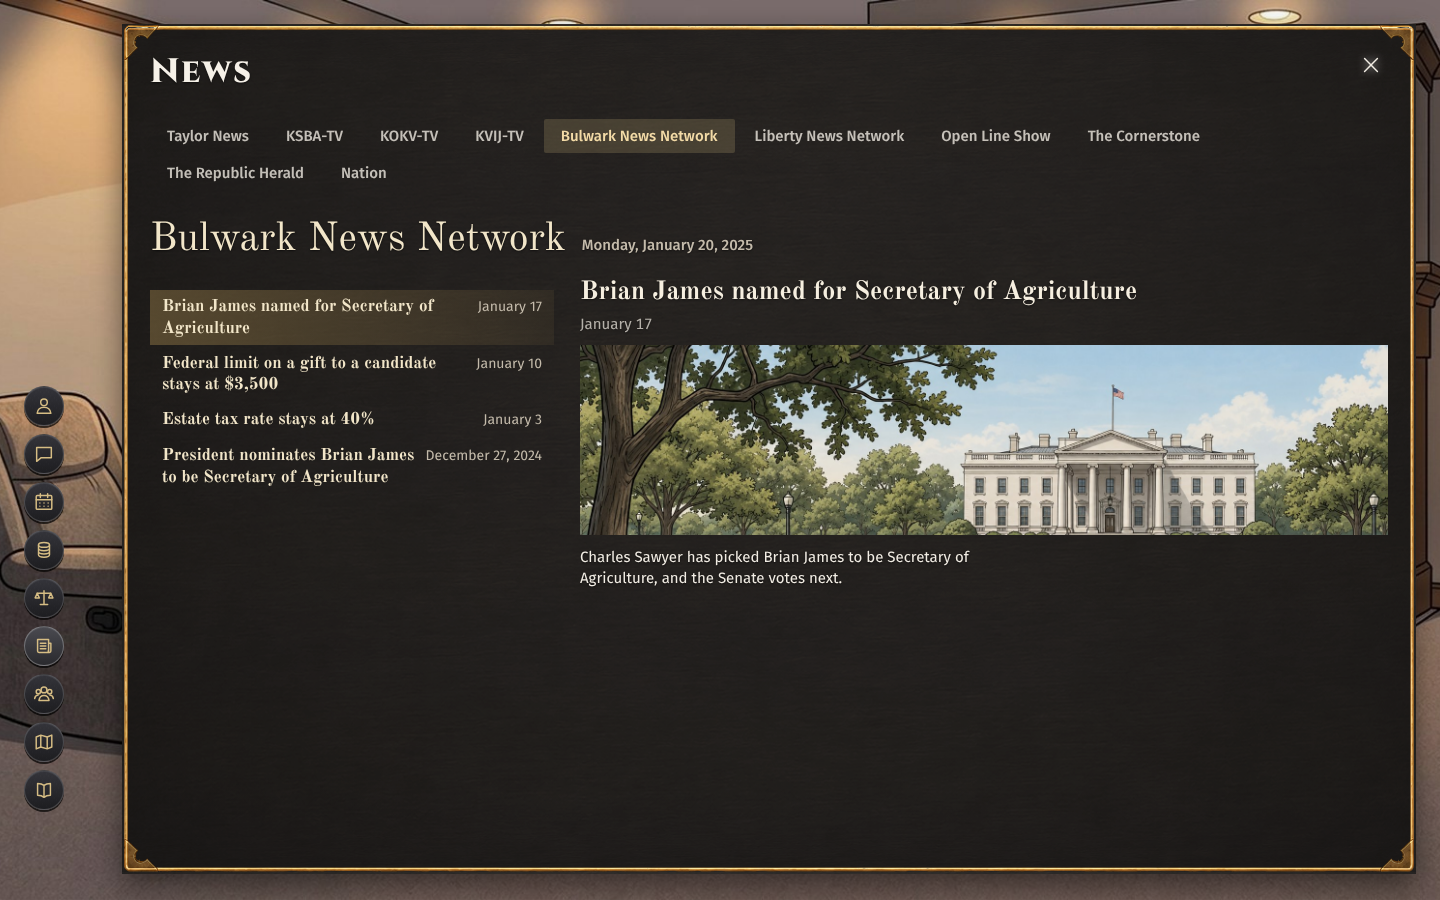 News
Taylor News
KSBA-TV
KOKV-TV
KVIJ-TV
Bulwark News Network
Liberty News Network
Open Line Show
The Cornerstone
The Republic Herald
Nation
Bulwark News Network
Monday, January 20, 2025
Brian James named for Secretary of
Agriculture
January 17
Federal limit on a gift to a candidate
stays at $3,500
January 10
Estate tax rate stays at 40%
January 3
President nominates Brian James
to be Secretary of Agriculture
December 27, 2024
Brian James named for Secretary of Agriculture
January 17
Charles Sawyer has picked Brian James to be Secretary of
Agriculture, and the Senate votes next.